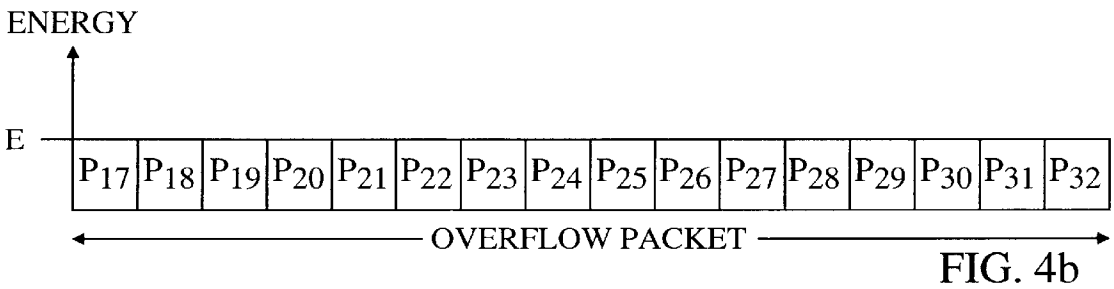 ENERGY
E
P17 P18 P19 P20 P21 P22 P23 P24 P25 P26 P27 P28 P29 P30 P31 P32
OVERFLOW PACKET
FIG. 4b